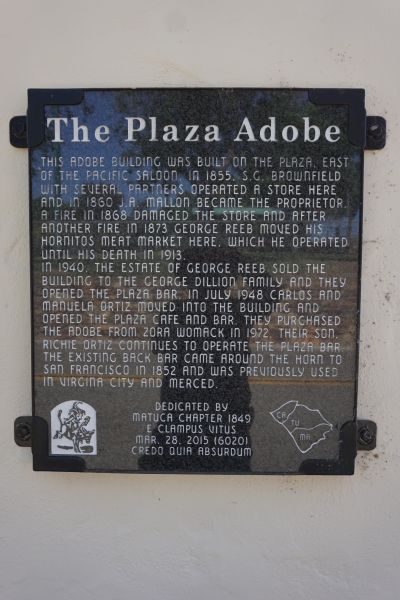 The Plaza Adobe
THIS ADOBE BUILDING WAS BUILT ON THE PLAZA, EAST
OF THE PACIFIC SALOON, IN 1855. S.G. BROWNFIELD
WITH SEVERAL PARTNERS OPERATED A STORE HERE
AND IN 1860 J.A. MALLON BECAME THE PROPRIETOR.
A FIRE IN 1868 DAMAGED THE STORE AND AFTER
ANOTHER FIRE IN 1873 GEORGE REEB MOVED HIS
HORNITOS MEAT MARKET HERE, WHICH HE OPERATED
UNTIL HIS DEATH IN 1913.
IN 1940, THE ESTATE OF GEORGE REEB SOLD THE
BUILDING TO THE GEORGE DILLION FAMILY AND THEY
OPENED THE PLAZA BAR. IN JULY 1948 CARLOS AND
MANUELA ORTIZ MOVED INTO THE BUILDING AND
OPENED THE PLAZA CAFE AND BAR. THEY PURCHASED
THE ADOBE FROM ZORA WOMACK IN 1972. THEIR SON,
RICHIE ORTIZ CONTINUES TO OPERATE THE PLAZA BAR.
THE EXISTING BACK BAR CAME AROUND THE HORN TO
SAN FRANCISCO IN 1852 AND WAS PREVIOUSLY USED
IN VIRGINA CITY AND MERCED.
DEDICATED BY
MATUCA CHAPTER 1849
E CLAMPUS VITUS
MAR. 28, 2015 (6020)
CREDO QUIA ABSURDUM
CA
TU
MA